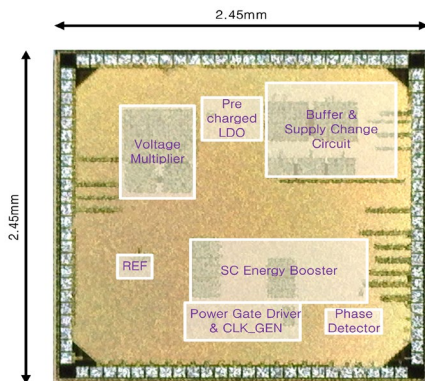 2.45mm
2.45mm
Pre
charged
LDO
Buffer &
Supply Change
Circuit
Voltage
Multiplier
REF
SC Energy Booster
Power Gate Driver
& CLK_GEN
Phase
Detector